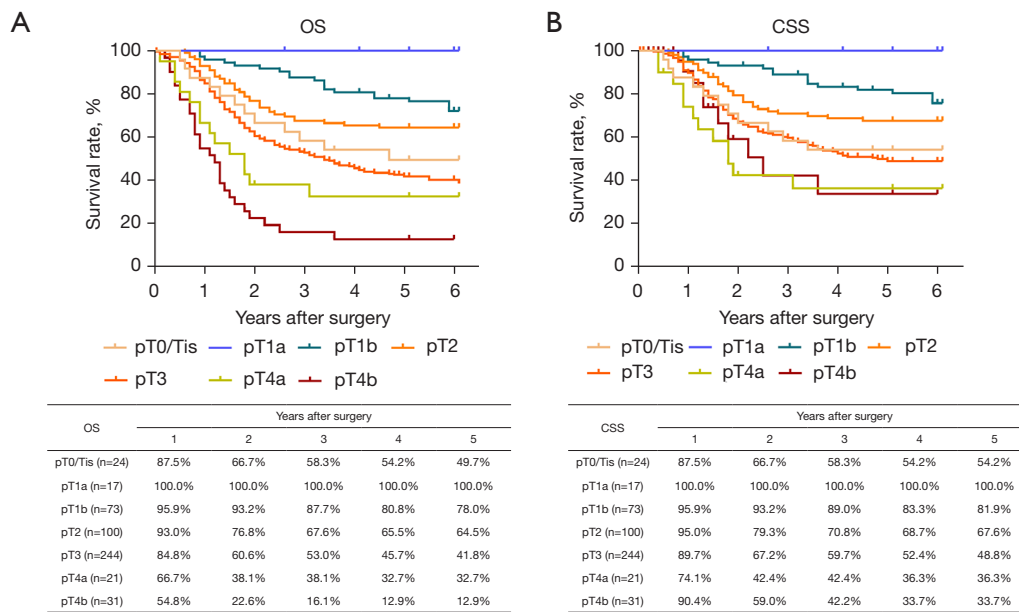 A
OS
100
80
60
40
20
0
Survival rate, %
0 1 2 3 4 5 6
Years after surgery
pT0/Tis pT1a pT1b pT2
pT3 pT4a pT4b
OS Years after surgery
1 2 3 4 5
pT0/Tis (n=24) 87.5% 66.7% 58.3% 54.2% 49.7%
pT1a (n=17) 100.0% 100.0% 100.0% 100.0% 100.0%
pT1b (n=73) 95.9% 93.2% 87.7% 80.8% 78.0%
pT2 (n=100) 93.0% 76.8% 67.6% 65.5% 64.5%
pT3 (n=244) 84.8% 60.6% 53.0% 45.7% 41.8%
pT4a (n=21) 66.7% 38.1% 38.1% 32.7% 32.7%
pT4b (n=31) 54.8% 22.6% 16.1% 12.9% 12.9%
B
CSS
100
80
60
40
20
0
Survival rate, %
0 1 2 3 4 5 6
Years after surgery
pT0/Tis pT1a pT1b pT2
pT3 pT4a pT4b
CSS Years after surgery
1 2 3 4 5
pT0/Tis (n=24) 87.5% 66.7% 58.3% 54.2% 54.2%
pT1a (n=17) 100.0% 100.0% 100.0% 100.0% 100.0%
pT1b (n=73) 95.9% 93.2% 89.0% 83.3% 81.9%
pT2 (n=100) 95.0% 79.3% 70.8% 68.7% 67.6%
pT3 (n=244) 89.7% 67.2% 59.7% 52.4% 48.8%
pT4a (n=21) 74.1% 42.4% 42.4% 36.3% 36.3%
pT4b (n=31) 90.4% 59.0% 42.2% 33.7% 33.7%